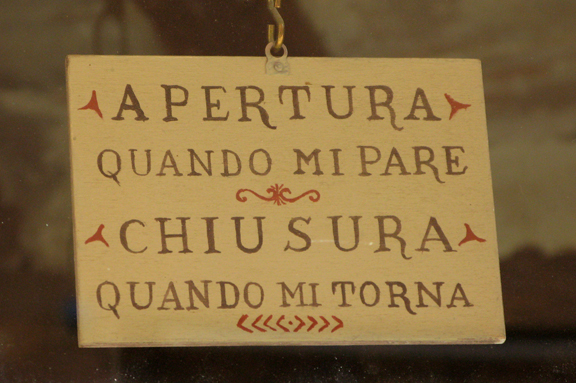 APERTURA
QUANDO MI PARE
CHIUSURA
QUANDO MI TORNA